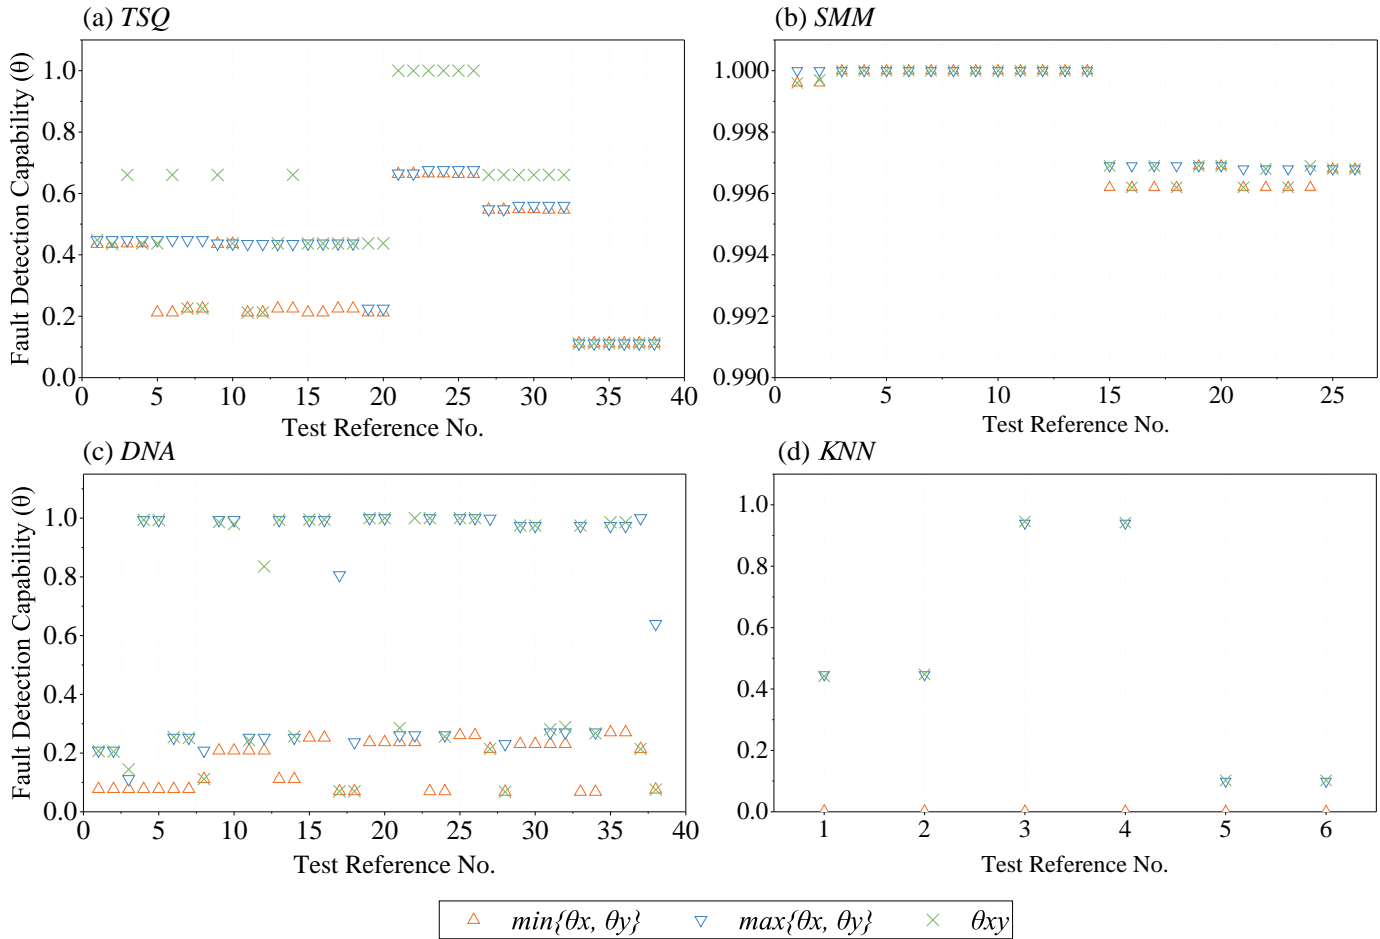 (a) TSQ
Fault Detection Capability (θ)
1.0
0.8
0.6
0.4
0.2
0.0
0 5 10 15 20 25 30 35 40
Test Reference No.
(b) SMM
1.000
0.998
0.996
0.994
0.992
0.990
0 5 10 15 20 25
Test Reference No.
(c) DNA
Fault Detection Capability (θ)
1.0
0.8
0.6
0.4
0.2
0.0
0 5 10 15 20 25 30 35 40
Test Reference No.
(d) KNN
1.0
0.8
0.6
0.4
0.2
0.0
1 2 3 4 5 6
Test Reference No.
min{θx, θy} max{θx, θy} θxy